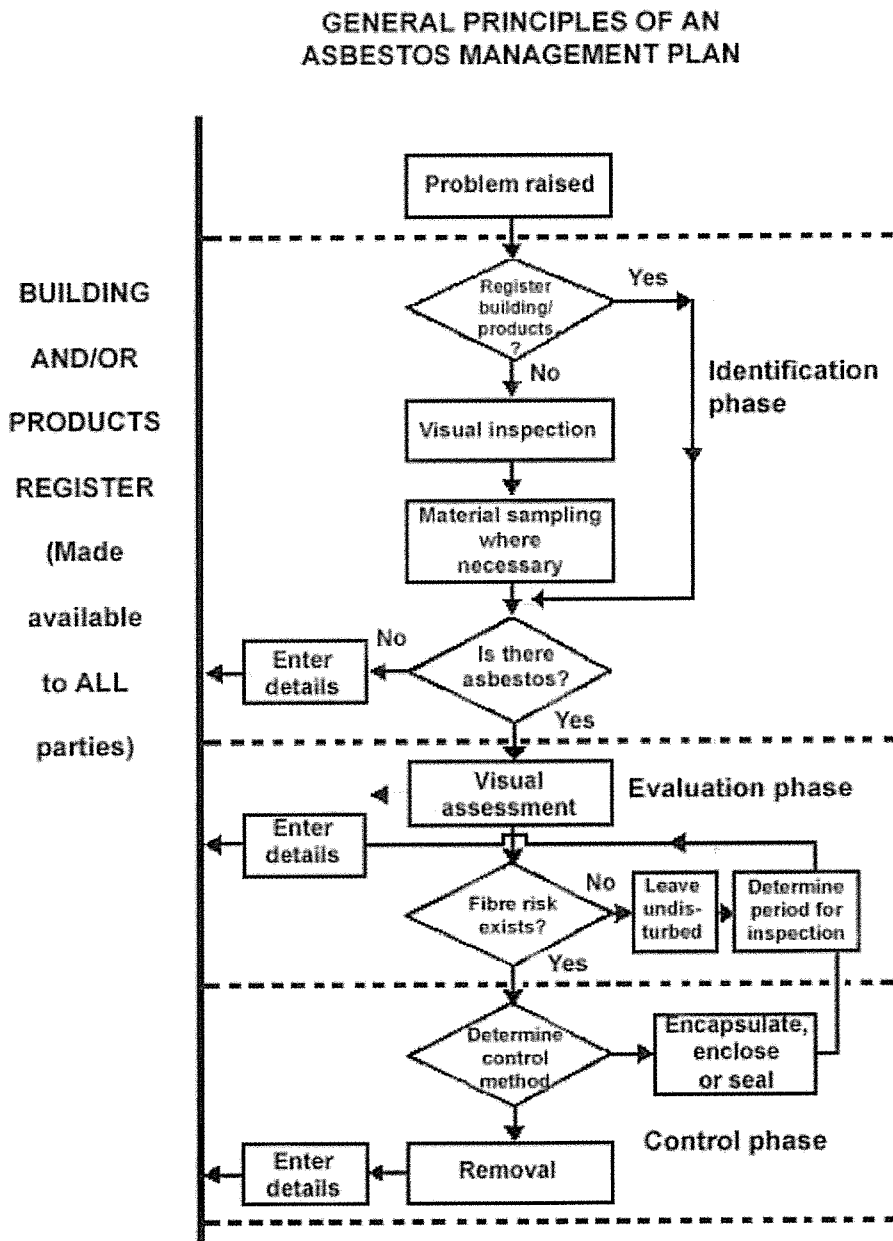 GENERAL PRINCIPLES OF AN
ASBESTOS MANAGEMENT PLAN
BUILDING
AND/OR
PRODUCTS
REGISTER
(Made
available
to ALL
parties)
Problem raised
Register
building/
products
?
Yes
No
Identification
phase
Visual inspection
Material sampling
where
necessary
Is there
asbestos?
No
Enter
details
Yes
Visual
assessment
Evaluation phase
Enter
details
Fibre risk
exists?
No
Leave
undis-
turbed
Determine
period for
inspection
Yes
Determine
control
method
Encapsulate,
enclose
or seal
Control phase
Removal
Enter
details